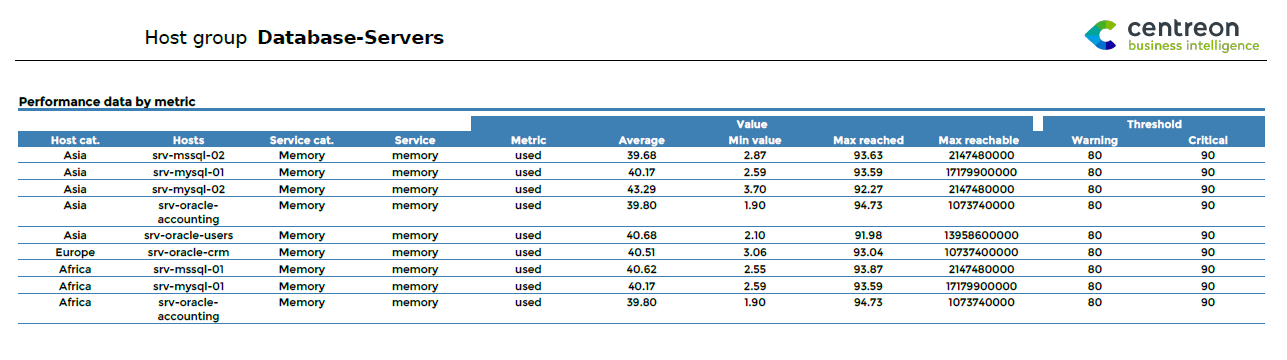 Host group Database-Servers
centreon
business intelligence
Performance data by metric
Value Threshold
Host cat. Hosts Service cat. Service Metric Average Min value Max reached Max reachable Warning Critical
Asia srv-mssql-02 Memory memory used 39.68 2.87 93.63 2147480000 80 90
Asia srv-mysql-01 Memory memory used 40.17 2.59 93.59 17179900000 80 90
Asia srv-mysql-02 Memory memory used 43.29 3.70 92.27 2147480000 80 90
Asia srv-oracle- Memory memory used 39.80 1.90 94.73 1073740000 80 90
accounting
Asia srv-oracle-users Memory memory used 40.68 2.10 91.98 13958600000 80 90
Europe srv-oracle-crm Memory memory used 40.51 3.06 93.04 10737400000 80 90
Africa srv-mssql-01 Memory memory used 40.62 2.55 93.87 2147480000 80 90
Africa srv-mysql-01 Memory memory used 40.17 2.59 93.59 17179900000 80 90
Africa srv-oracle- Memory memory used 39.80 1.90 94.73 1073740000 80 90
accounting